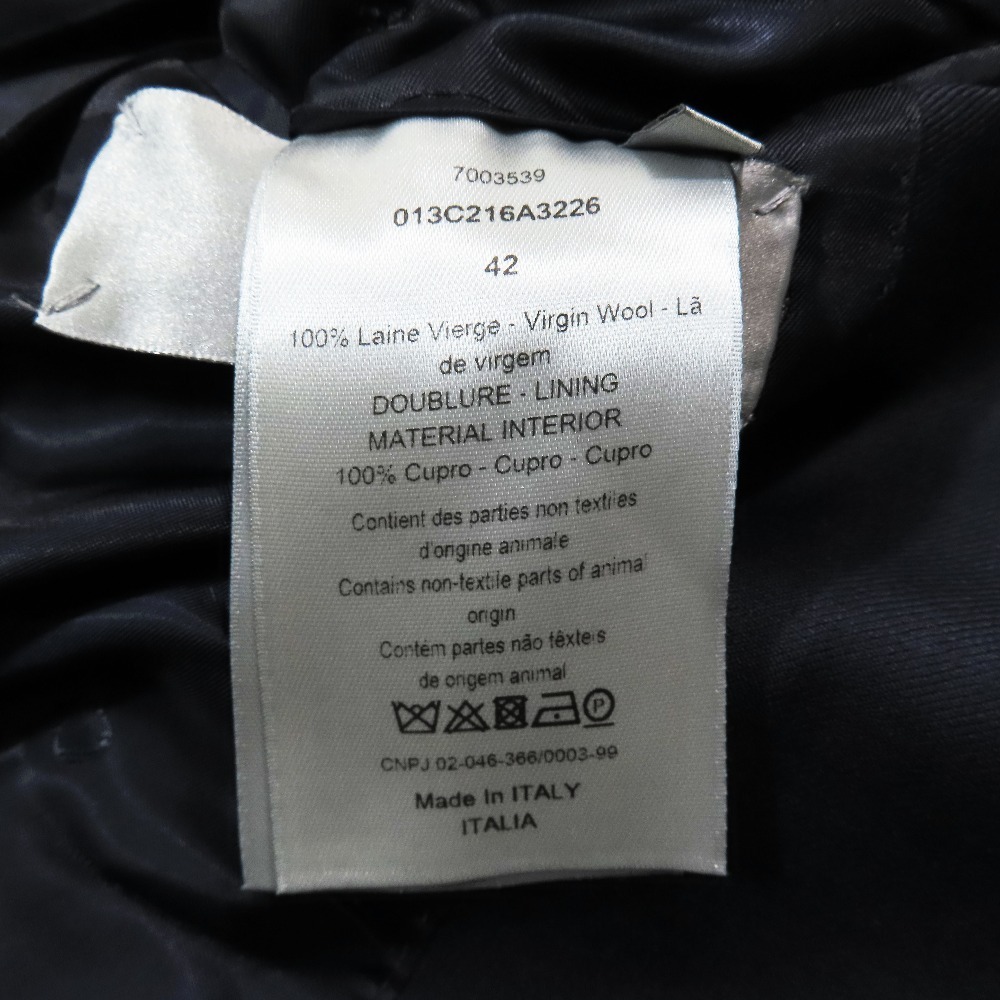 7003539
013C216A3226
42
100% Laine Vierge - Virgin Wool - Lã
de virgem
DOUBLURE - LINING
MATERIAL INTERIOR
100% Cupro - Cupro - Cupro
Contient des parties non textiles
d'origine animale
Contains non-textile parts of animal
origin
Contém partes não têxteis
de origem animal
P
CNPJ 02-046-366/0003-99
Made In ITALY
ITALIA